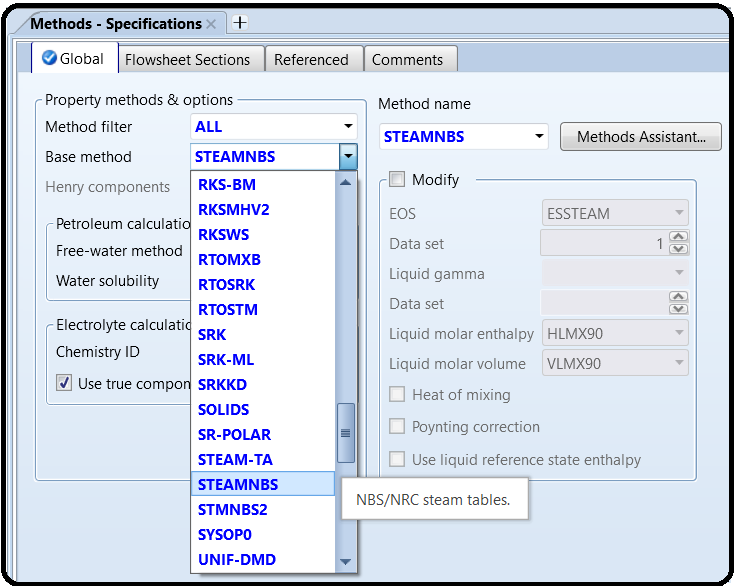 Methods - Specifications
Global
Flowsheet Sections
Referenced
Comments
Property methods & options
Method filter
ALL
Base method
STEAMNBS
Henry components
Petroleum calculatio
Free-water method
Water solubility
Electrolyte calculatio
Chemistry ID
Use true compon
RKS-BM
RKSMHV2
RKSWS
RTOMXB
RTOSRK
RTOSTM
SRK
SRK-ML
SRKKD
SOLIDS
SR-POLAR
STEAM-TA
STEAMNBS
STMNBS2
SYSOP0
UNIF-DMD
NBS/NRC steam tables.
Method name
STEAMNBS
Methods Assistant...
Modify
EOS
ESSTEAM
Data set
1
Liquid gamma
Data set
Liquid molar enthalpy
HLMX90
Liquid molar volume
VLMX90
Heat of mixing
Poynting correction
Use liquid reference state enthalpy